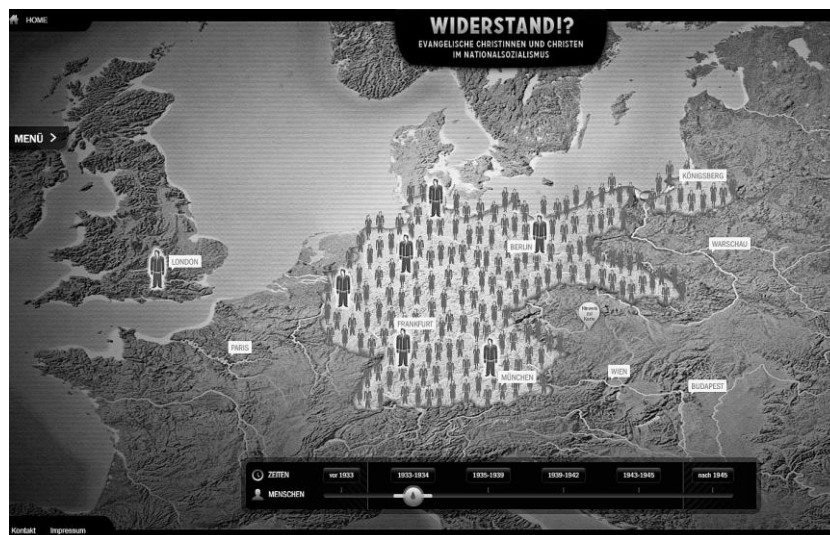 HOME
WIDERSTAND!?
EVANGELISCHE CHRISTINNEN UND CHRISTEN
IM NATIONALSOZIALISMUS
MENÜ >
KÖNIGSBERG
BERLIN
WARSCHAU
LONDON
FRANKFURT
PARIS
MÜNCHEN
WIEN
BUDAPEST
ZEITEN
vor 1933
1933-1934
1935-1939
1939-1942
1943-1945
nach 1945
MENSCHEN
Kontakt Impressum